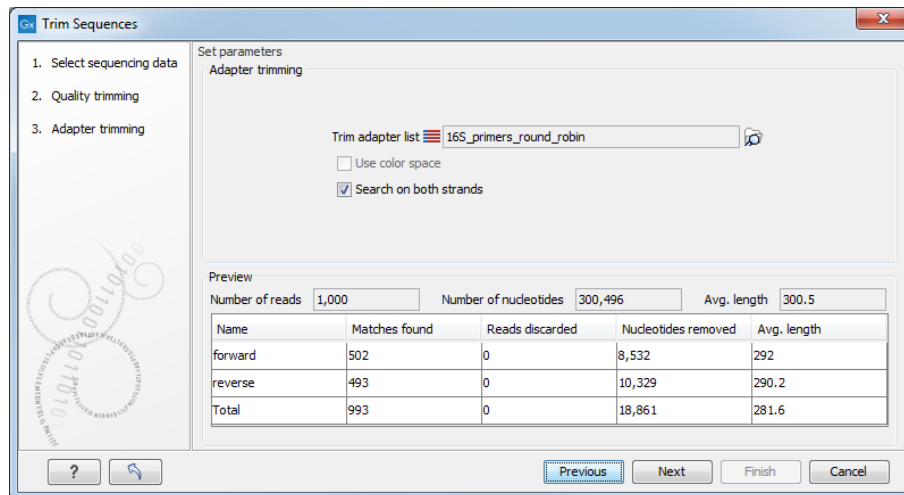 Gx Trim Sequences
1. Select sequencing data
2. Quality trimming
3. Adapter trimming
Set parameters
Adapter trimming
Trim adapter list 16S_primers_round_robin
Use color space
Search on both strands
Preview
Number of reads 1,000 Number of nucleotides 300,496 Avg. length 300.5
Name Matches found Reads discarded Nucleotides removed Avg. length
forward 502 0 8,532 292
reverse 493 0 10,329 290.2
Total 993 0 18,861 281.6
? Previous Next Finish Cancel